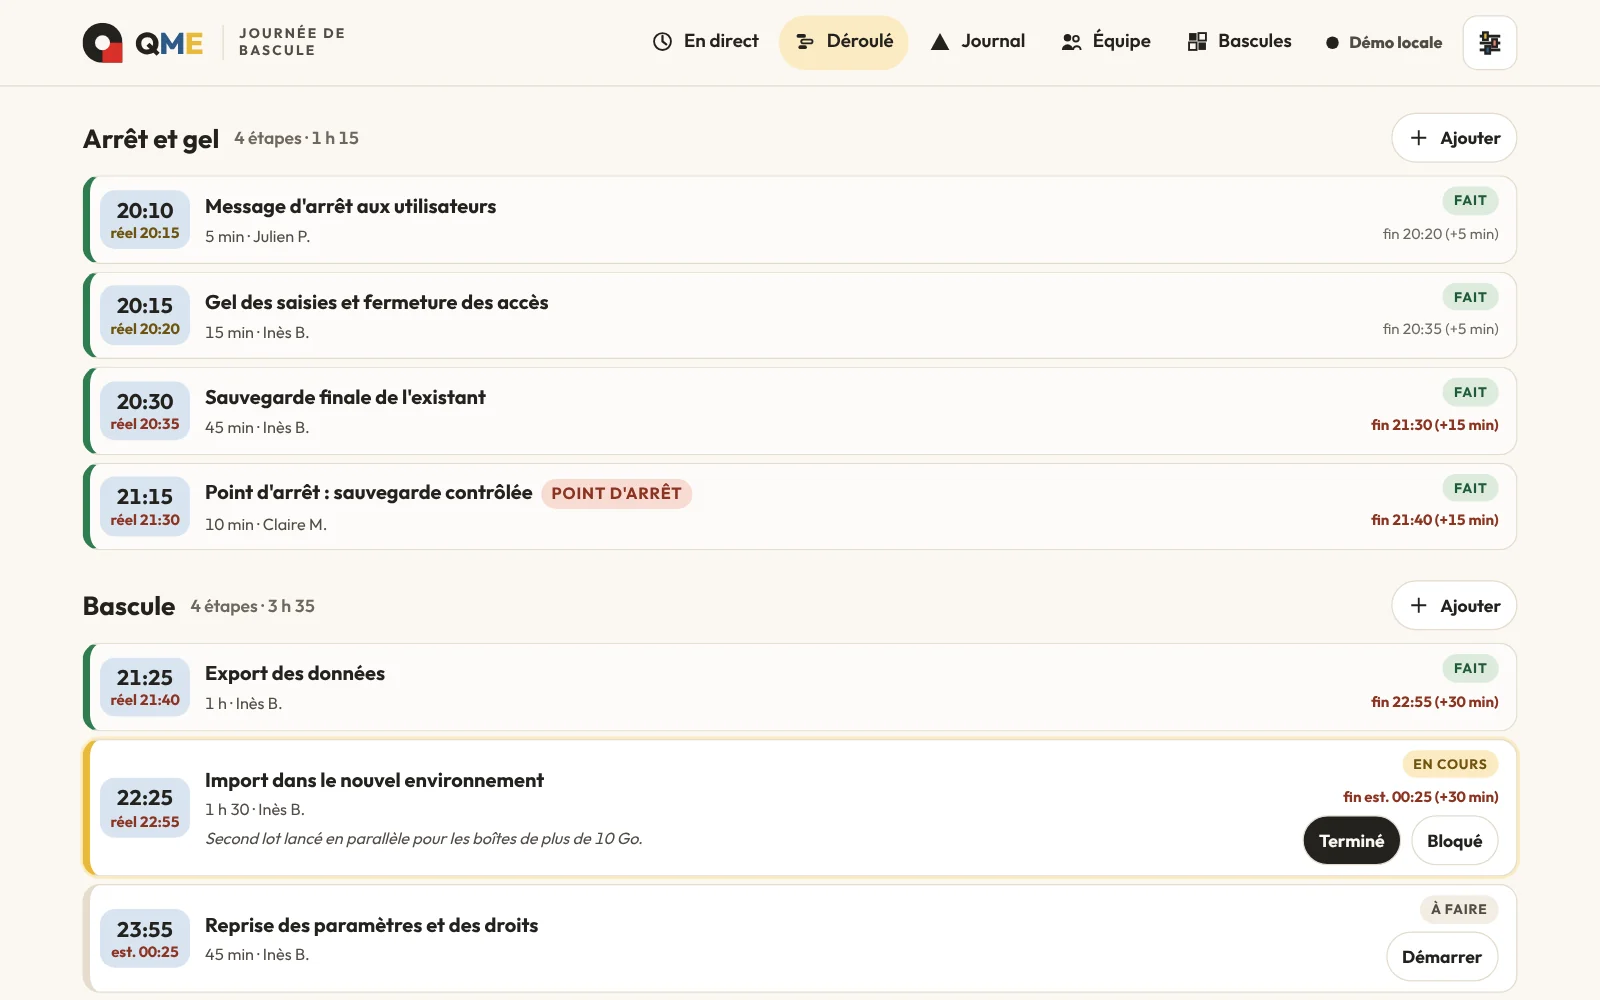 QME
JOURNÉE DE
BASCULE
En direct
Déroulé
Journal
Équipe
Bascules
Démo locale
Arrêt et gel
4 étapes · 1 h 15
Ajouter
20:10
réel 20:15
Message d'arrêt aux utilisateurs
5 min · Julien P.
FAIT
fin 20:20 (+5 min)
20:15
réel 20:20
Gel des saisies et fermeture des accès
15 min · Inès B.
FAIT
fin 20:35 (+5 min)
20:30
réel 20:35
Sauvegarde finale de l'existant
45 min · Inès B.
FAIT
fin 21:30 (+15 min)
21:15
réel 21:30
Point d'arrêt : sauvegarde contrôlée
POINT D'ARRÊT
10 min · Claire M.
FAIT
fin 21:40 (+15 min)
Bascule
4 étapes · 3 h 35
Ajouter
21:25
réel 21:40
Export des données
1 h · Inès B.
FAIT
fin 22:55 (+30 min)
22:25
réel 22:55
Import dans le nouvel environnement
1 h 30 · Inès B.
Second lot lancé en parallèle pour les boîtes de plus de 10 Go.
EN COURS
fin est. 00:25 (+30 min)
Terminé
Bloqué
23:55
est. 00:25
Reprise des paramètres et des droits
45 min · Inès B.
À FAIRE
Démarrer